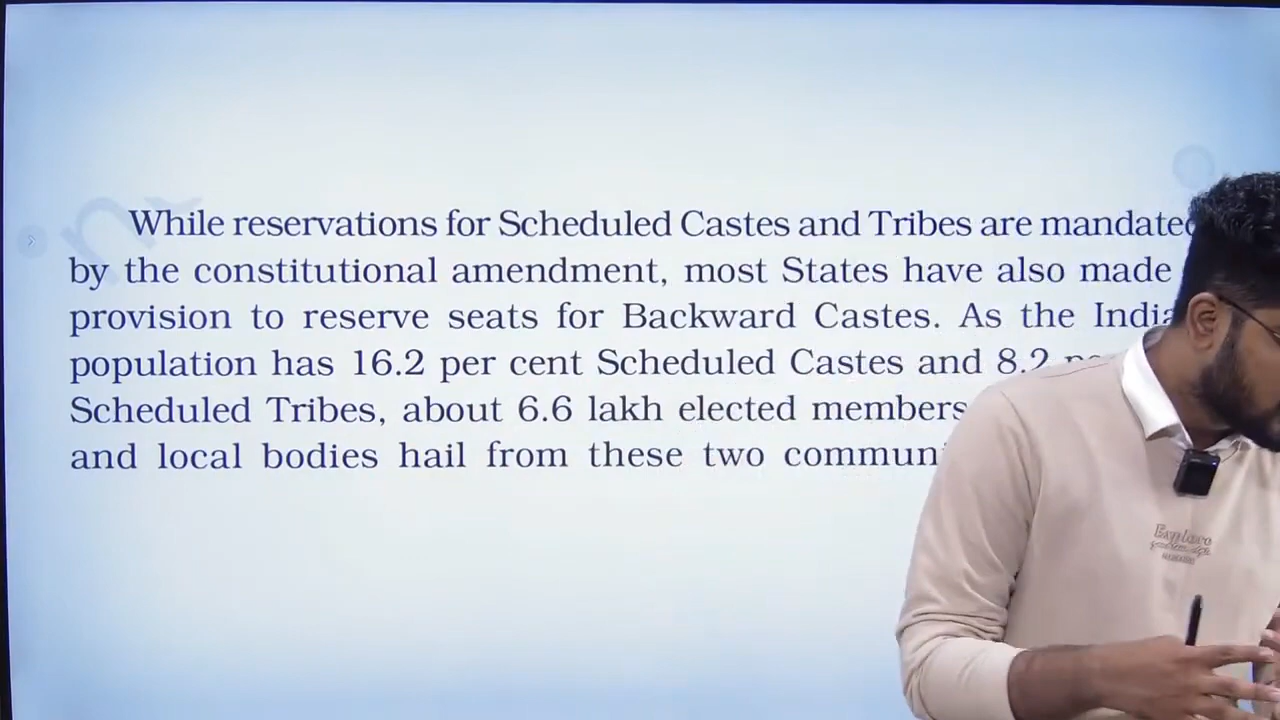 While reservations for Scheduled Castes and Tribes are mandated
by the constitutional amendment, most States have also made
provision to reserve seats for Backward Castes. As the India
population has 16.2 per cent Scheduled Castes and 8.2
Scheduled Tribes, about 6.6 lakh elected members
and local bodies hail from these two commun
Explore